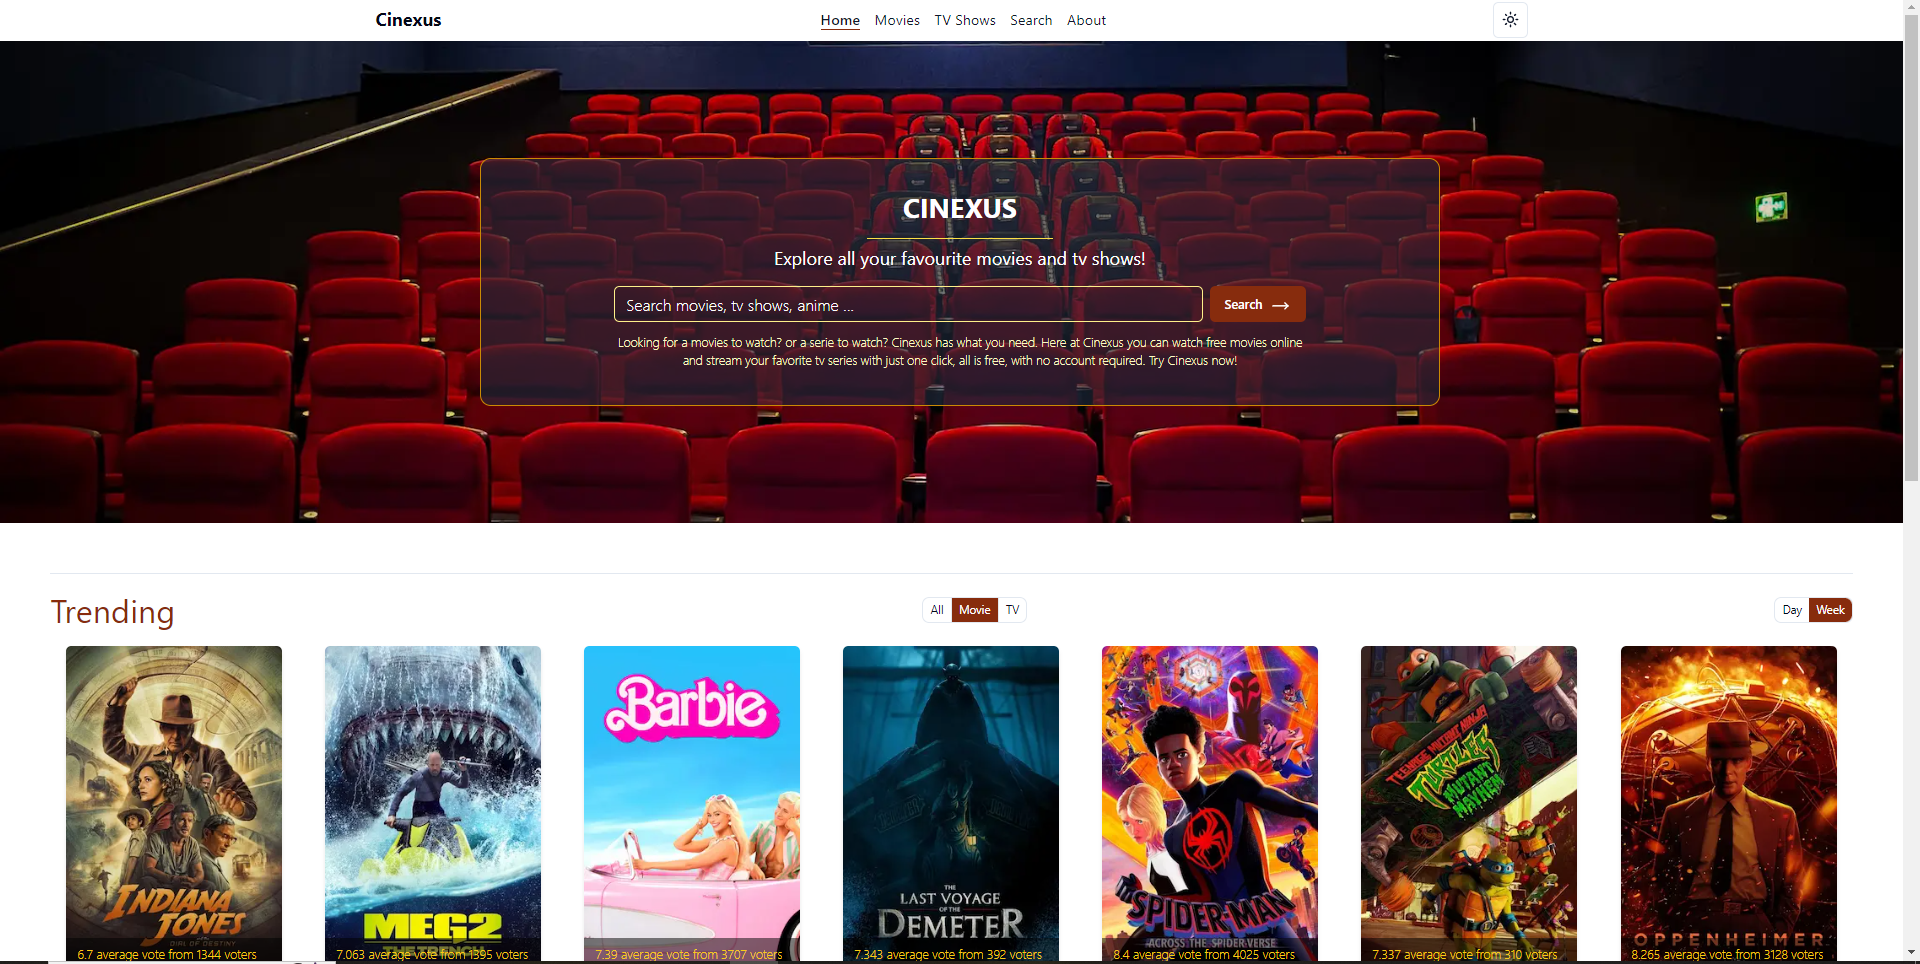 Cinexus
Home Movies TV Shows Search About
CINEXUS
Explore all your favourite movies and tv shows!
Search movies, tv shows, anime ...
Search
Looking for a movies to watch? or a serie to watch? Cinexus has what you need. Here at Cinexus you can watch free movies online
and stream your favorite tv series with just one click, all is free, with no account required. Try Cinexus now!
Trending
All Movie TV
Day Week
INDIANA
JONES
DIAL OF DESTINY
6.7 average vote from 1344 voters
MEG2
THE TRENCH
7.063 average vote from 1395 voters
Barbie
7.39 average vote from 3707 voters
THE
LAST VOYAGE
OF THE
DEMETER
7.343 average vote from 392 voters
SPIDER-MAN
ACROSS THE SPIDER-VERSE
8.4 average vote from 4025 voters
TEENAGE MUTANT NINJA
TURTLES
MUTANT
MAYHEM
7.337 average vote from 310 voters
OPPENHEIMER
8.265 average vote from 3128 voters